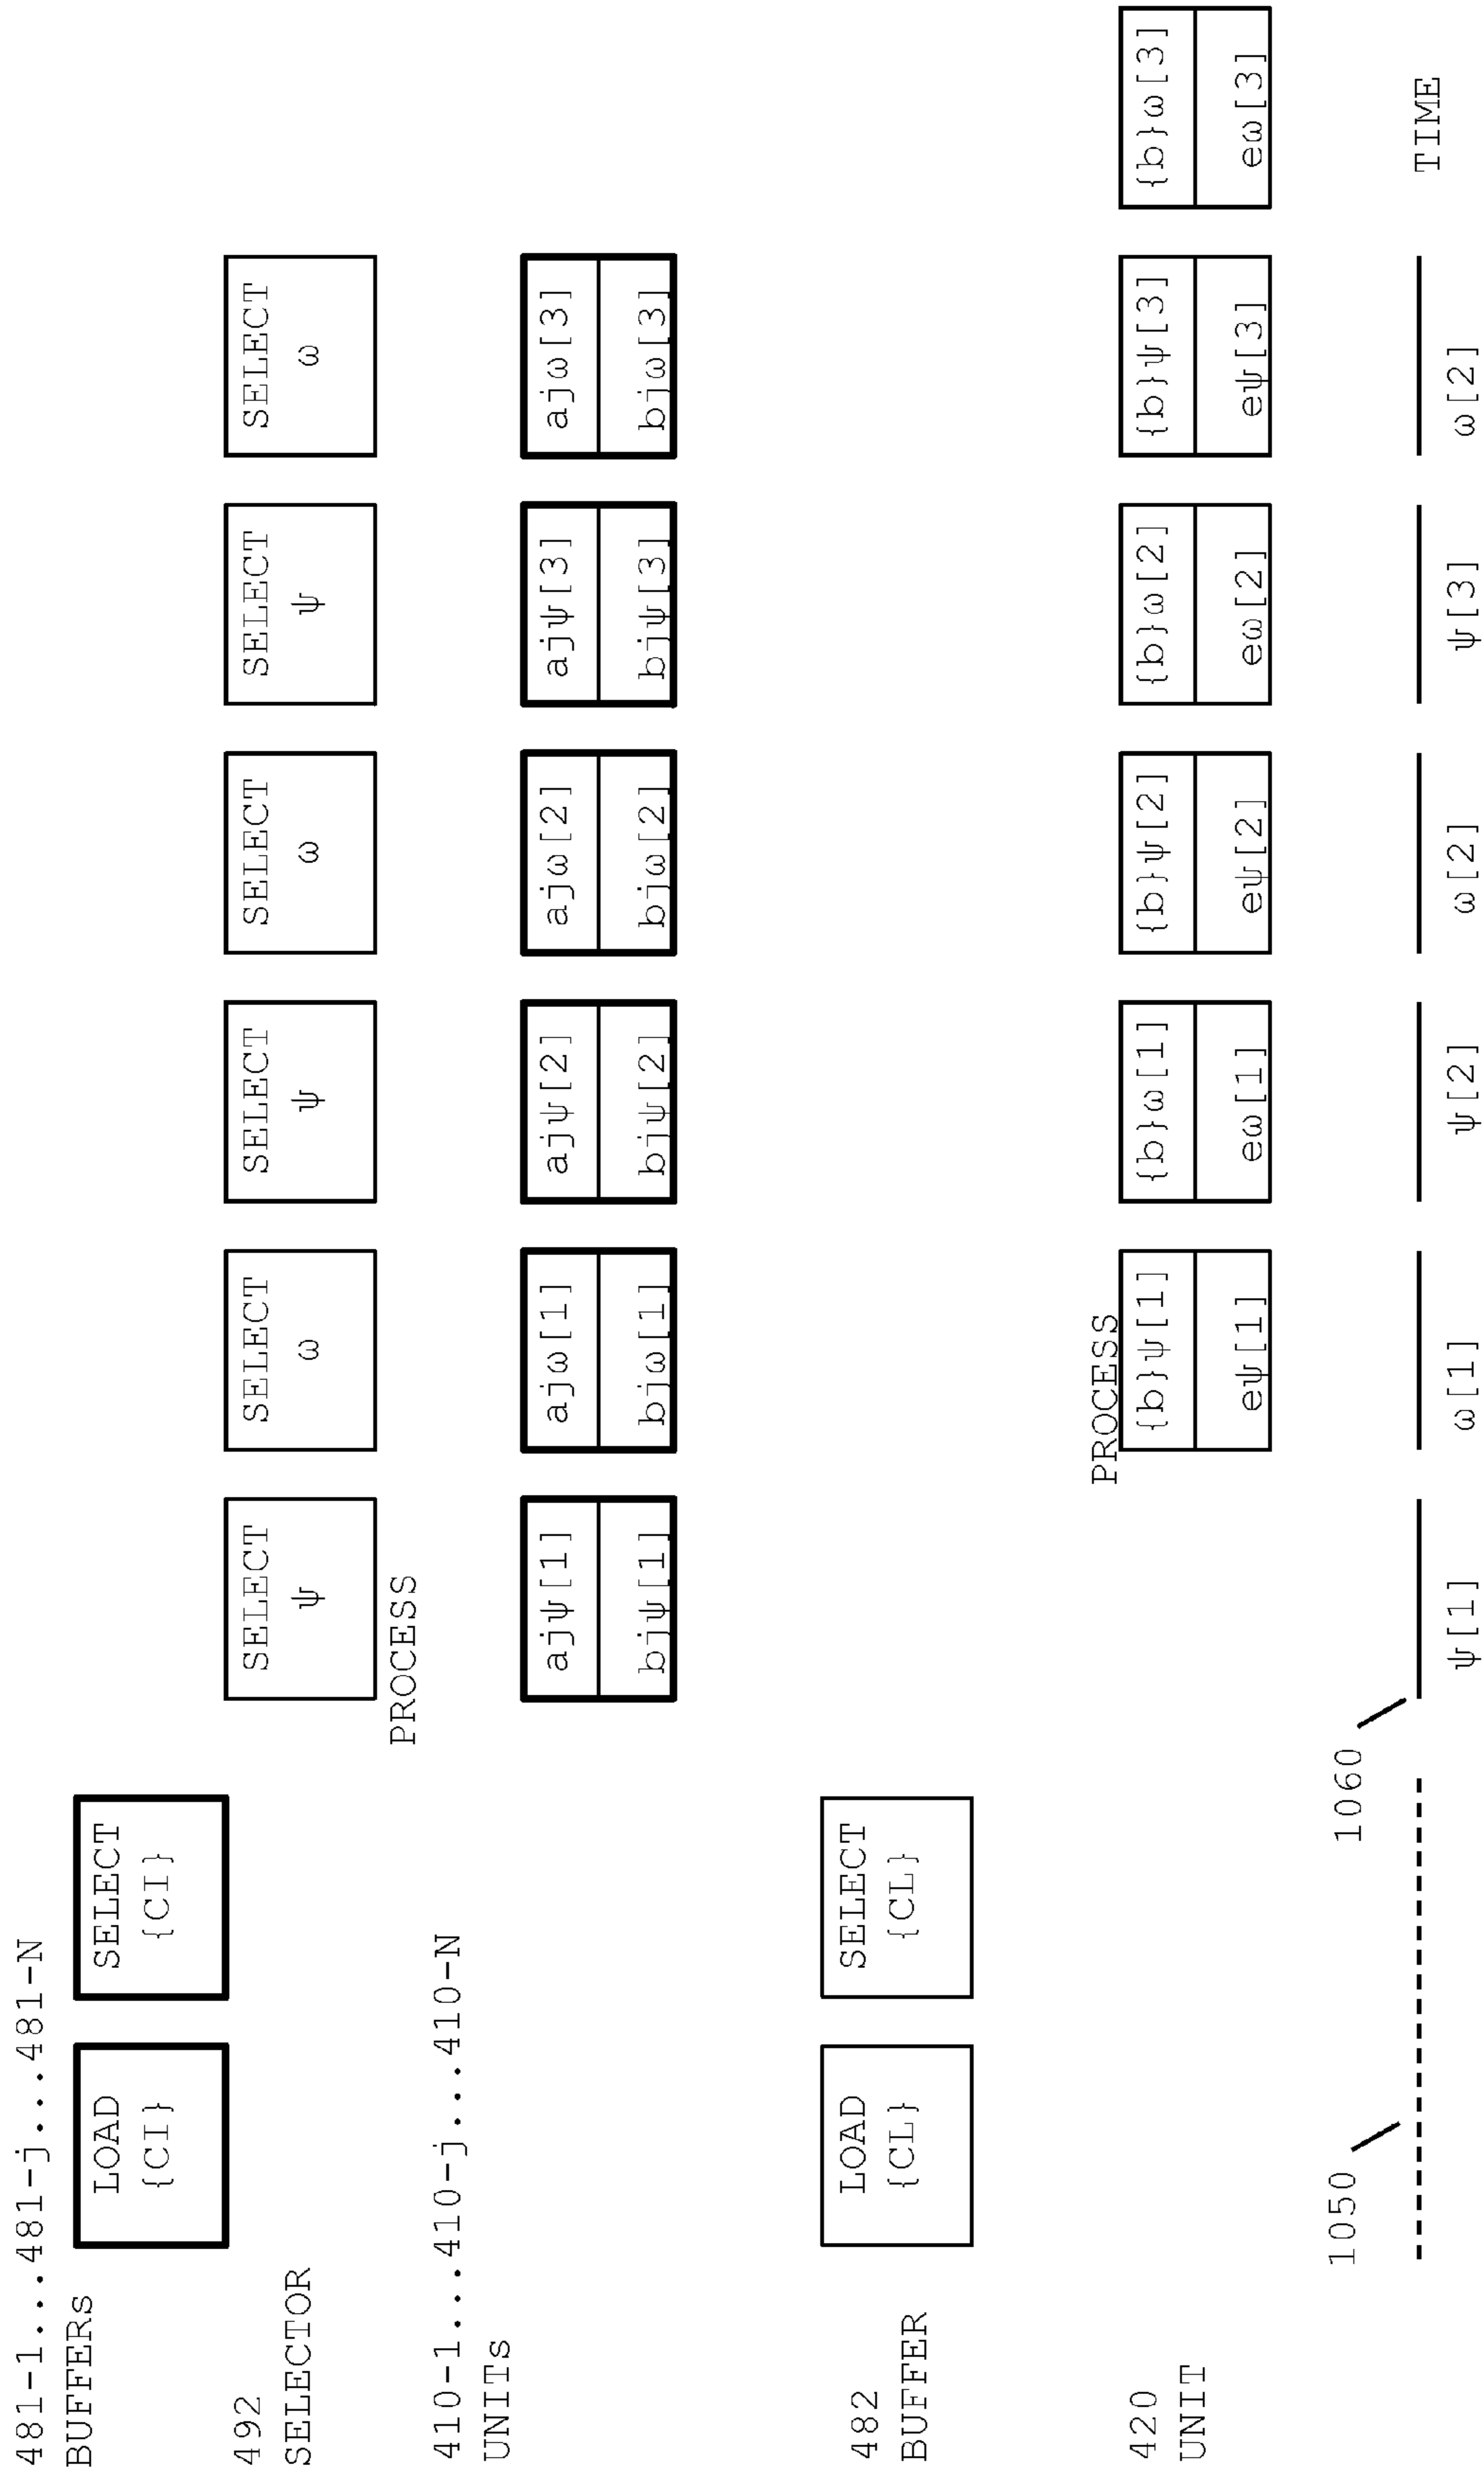 481-1...481-j...481-N
BUFFERs
LOAD
{CI}
SELECT
{CI}
492
SELECTOR
SELECT
ψ
SELECT
ω
SELECT
ψ
SELECT
ω
SELECT
ψ
SELECT
ω
PROCESS
410-1...410-j...410-N
UNITs
ajψ[1]
bjψ[1]
ajω[1]
bjω[1]
ajψ[2]
bjψ[2]
ajω[2]
bjω[2]
ajψ[3]
bjψ[3]
ajω[3]
bjω[3]
482
BUFFER
LOAD
{CL}
SELECT
{CL}
PROCESS
420
UNIT
{b}ψ[1]
eψ[1]
{b}ω[1]
eω[1]
{b}ψ[2]
eψ[2]
{b}ω[2]
eω[2]
{b}ψ[3]
eψ[3]
{b}ω[3]
eω[3]
1050
1060
TIME
ψ[1]
ω[1]
ψ[2]
ω[2]
ψ[3]
ω[2]